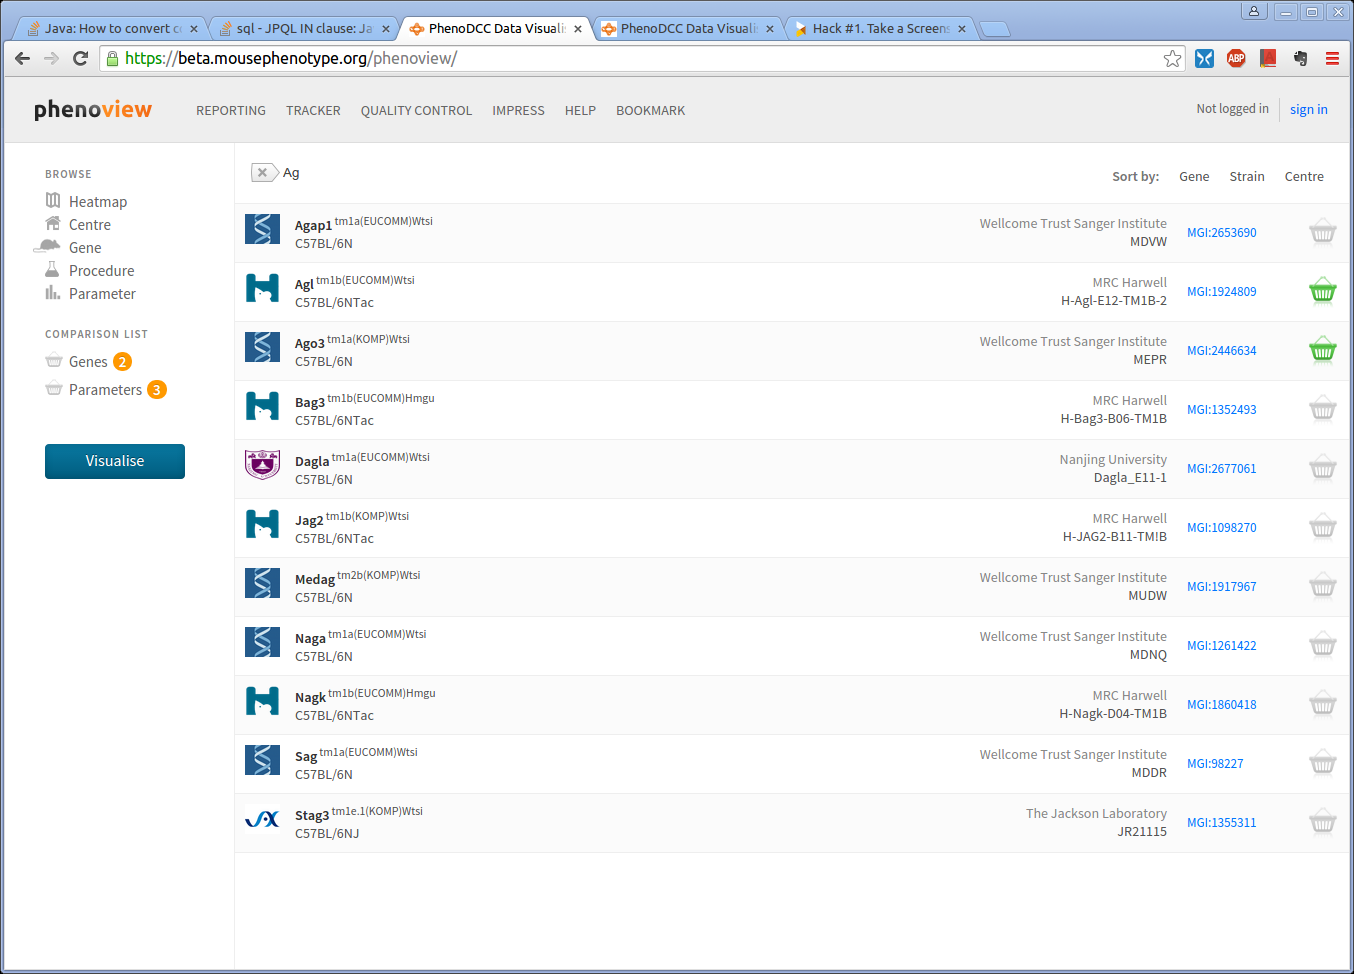 Java: How to convert c
sql - JPQL IN clause: Ja
PhenoDCC Data Visuali
PhenoDCC Data Visuali
Hack #1. Take a Screens
https://beta.mousephenotype.org/phenoview/
ABP
phenoview
REPORTING TRACKER QUALITY CONTROL IMPRESS HELP BOOKMARK
Not logged in sign in
BROWSE
Heatmap
Centre
Gene
Procedure
Parameter
COMPARISON LIST
Genes 2
Parameters 3
Visualise
Ag
Sort by: Gene Strain Centre
Agap1 tm1a(EUCOMM)Wtsi
C57BL/6N
Wellcome Trust Sanger Institute
MDVW
MGI:2653690
Agl tm1b(EUCOMM)Wtsi
C57BL/6NTac
MRC Harwell
H-Agl-E12-TM1B-2
MGI:1924809
Ago3 tm1a(KOMP)Wtsi
C57BL/6N
Wellcome Trust Sanger Institute
MEPR
MGI:2446634
Bag3 tm1b(EUCOMM)Hmgu
C57BL/6NTac
MRC Harwell
H-Bag3-B06-TM1B
MGI:1352493
Dagla tm1a(EUCOMM)Wtsi
C57BL/6N
Nanjing University
Dagla_E11-1
MGI:2677061
Jag2 tm1b(KOMP)Wtsi
C57BL/6NTac
MRC Harwell
H-JAG2-B11-TM!B
MGI:1098270
Medag tm2b(KOMP)Wtsi
C57BL/6N
Wellcome Trust Sanger Institute
MUDW
MGI:1917967
Naga tm1a(EUCOMM)Wtsi
C57BL/6N
Wellcome Trust Sanger Institute
MDNQ
MGI:1261422
Nagk tm1b(EUCOMM)Hmgu
C57BL/6NTac
MRC Harwell
H-Nagk-D04-TM1B
MGI:1860418
Sag tm1a(EUCOMM)Wtsi
C57BL/6N
Wellcome Trust Sanger Institute
MDDR
MGI:98227
Stag3 tm1e.1(KOMP)Wtsi
C57BL/6NJ
The Jackson Laboratory
JR21115
MGI:1355311